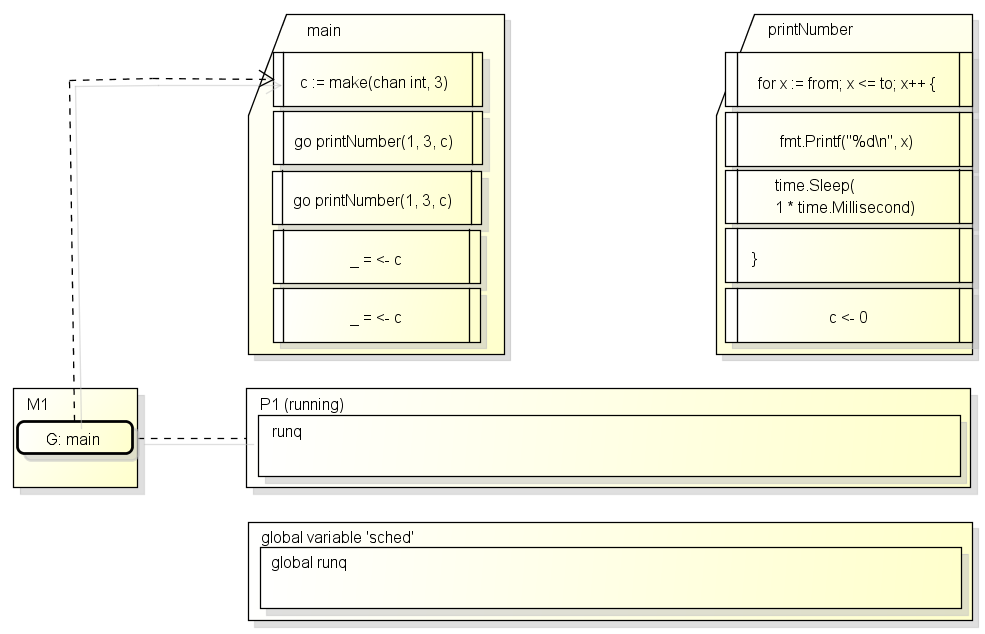 main
c := make(chan int, 3)
go printNumber(1, 3, c)
go printNumber(1, 3, c)
_ = <- c
_ = <- c
printNumber
for x := from; x <= to; x++ {
fmt.Printf("%d\n", x)
time.Sleep(
1 * time.Millisecond)
}
c <- 0
M1
G: main
P1 (running)
runq
global variable 'sched'
global runq